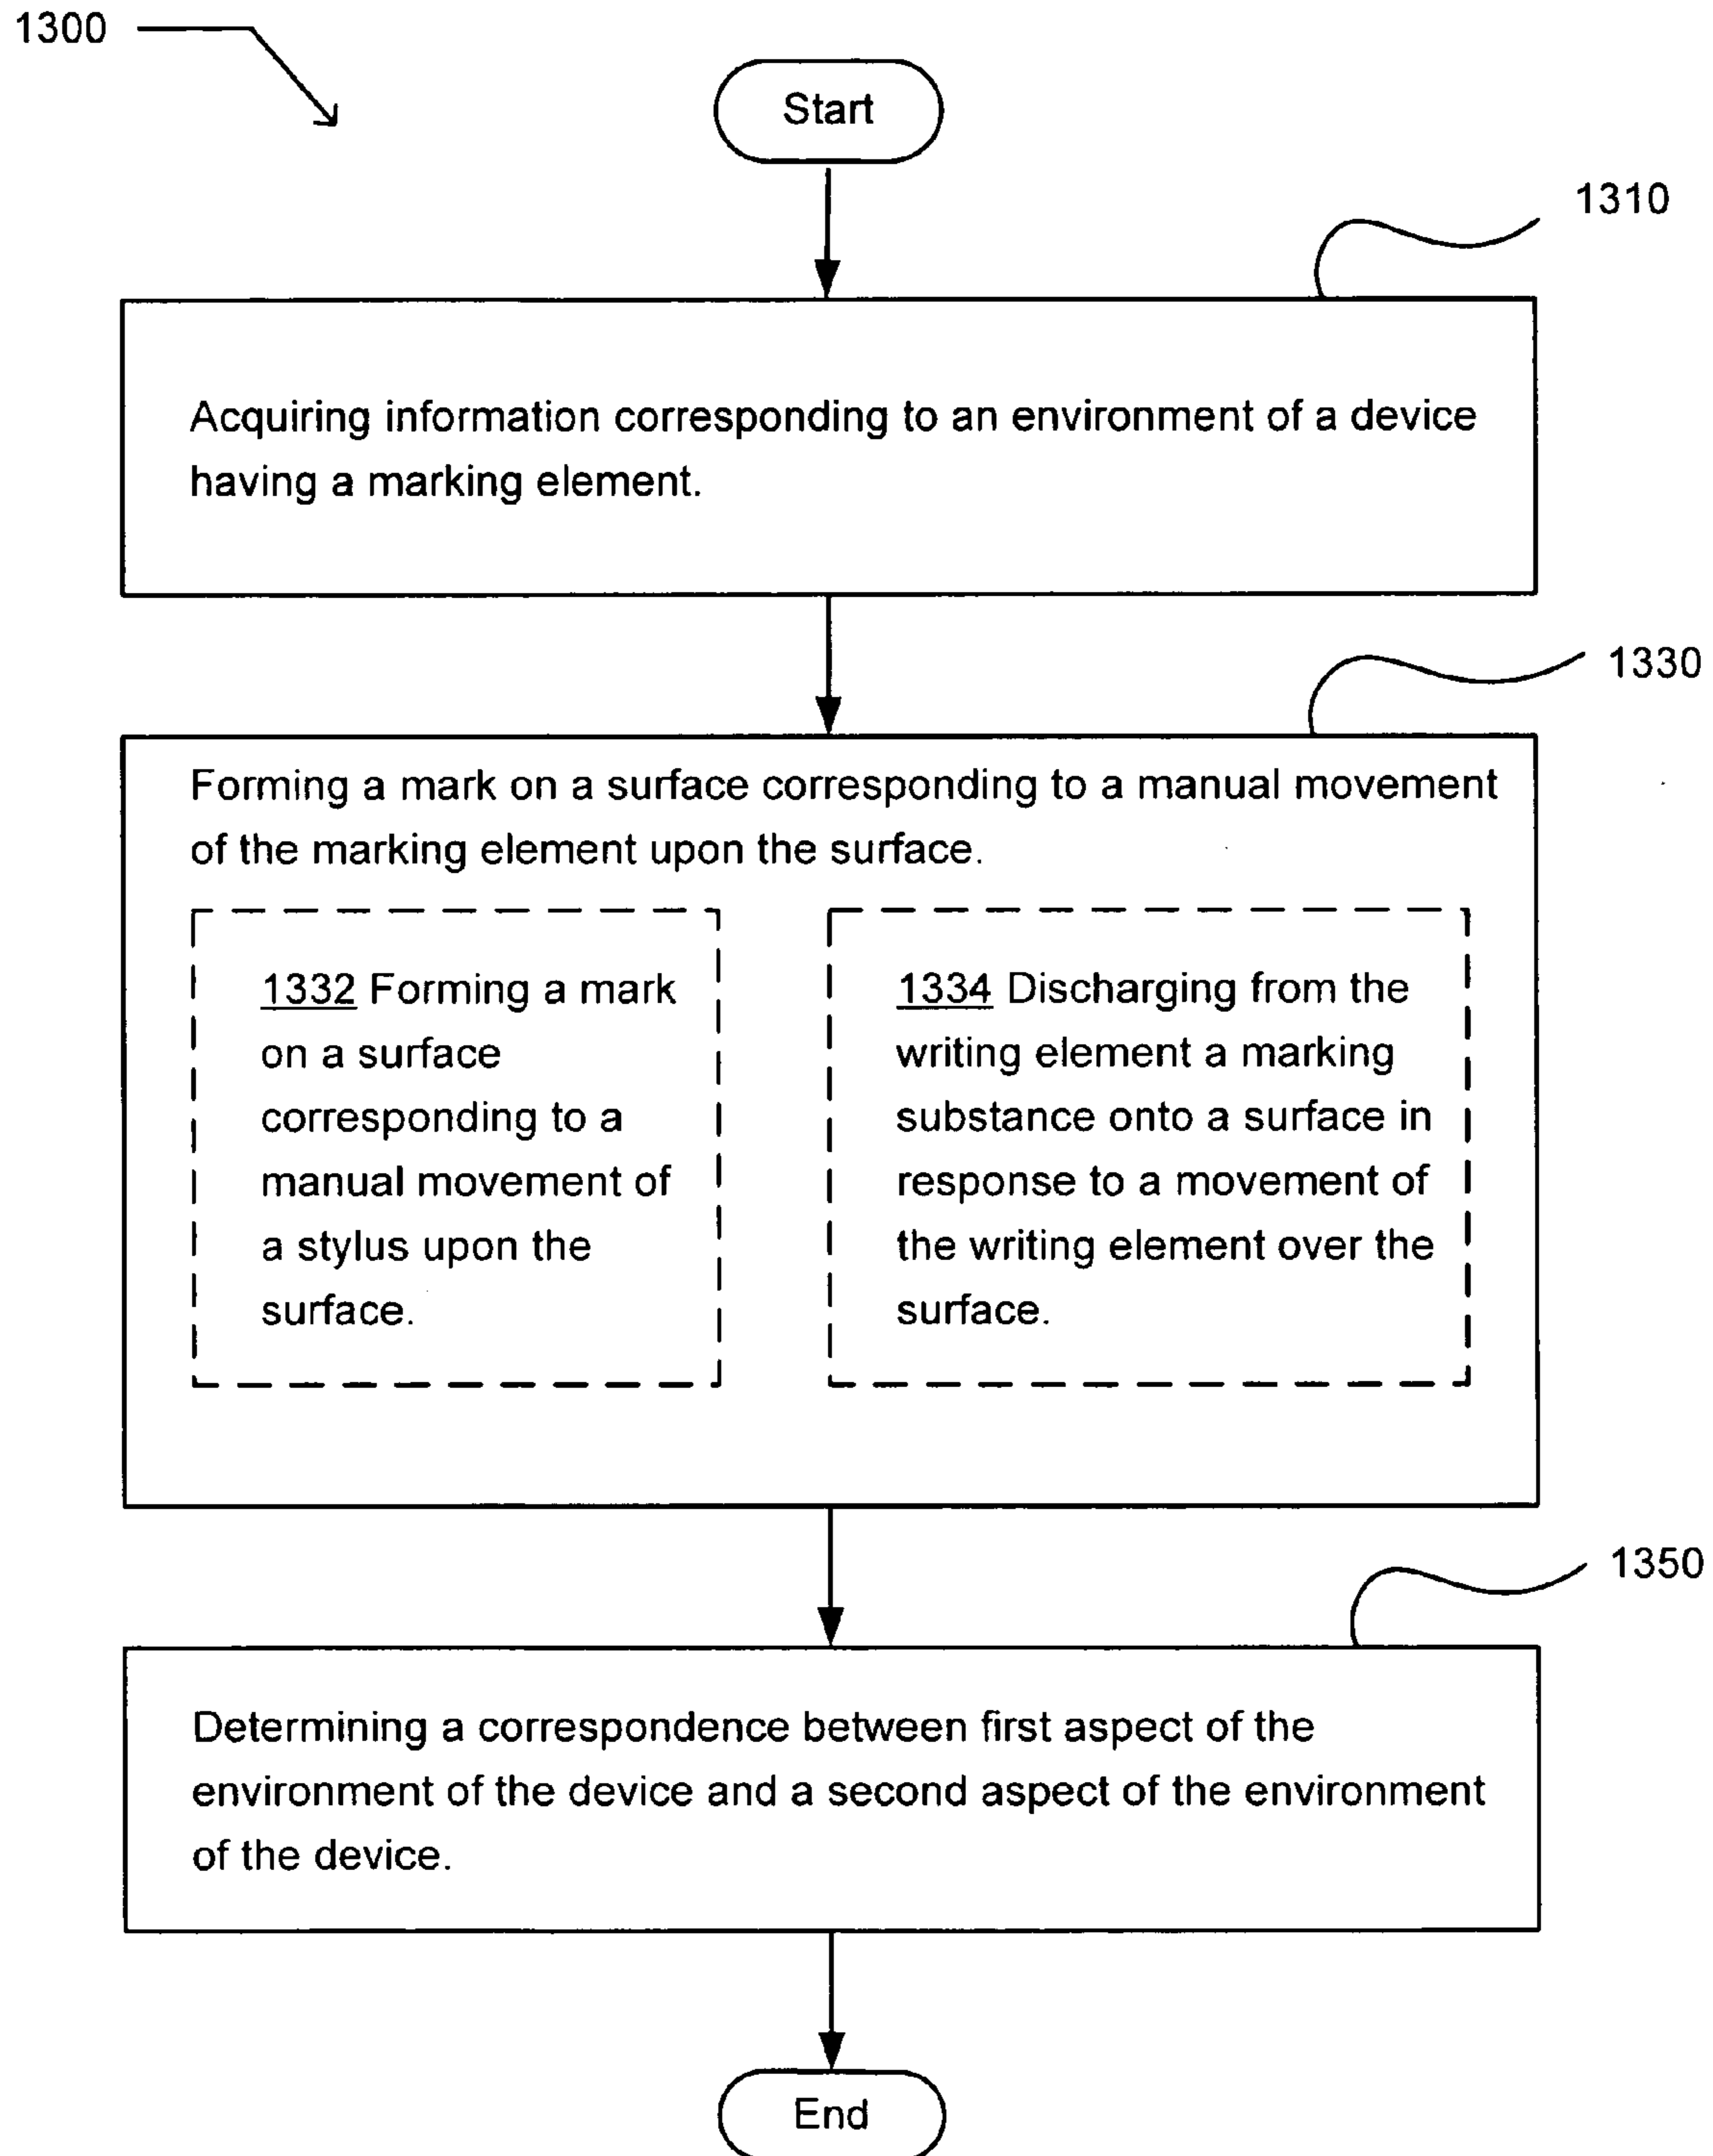 1300
Start
1310
Acquiring information corresponding to an environment of a device
having a marking element.
1330
Forming a mark on a surface corresponding to a manual movement
of the marking element upon the surface.
1332 Forming a mark
on a surface
corresponding to a
manual movement of
a stylus upon the
surface.
1334 Discharging from the
writing element a marking
substance onto a surface in
response to a movement of
the writing element over the
surface.
1350
Determining a correspondence between first aspect of the
environment of the device and a second aspect of the environment
of the device.
End